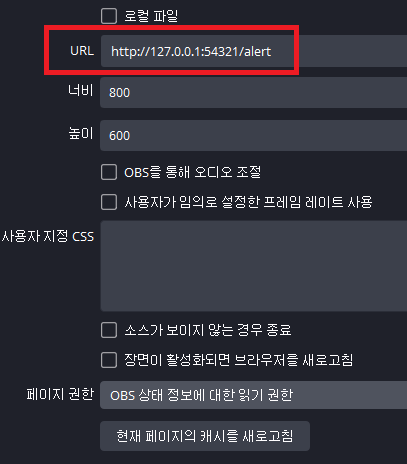 로컬 파일
URL http://127.0.0.1:54321/alert
너비 800
높이 600
OBS를 통해 오디오 조절
사용자가 임의로 설정한 프레임 레이트 사용
사용자 지정 CSS
소스가 보이지 않는 경우 종료
장면이 활성화되면 브라우저를 새로고침
페이지 권한 OBS 상태 정보에 대한 읽기 권한
현재 페이지의 캐시를 새로고침